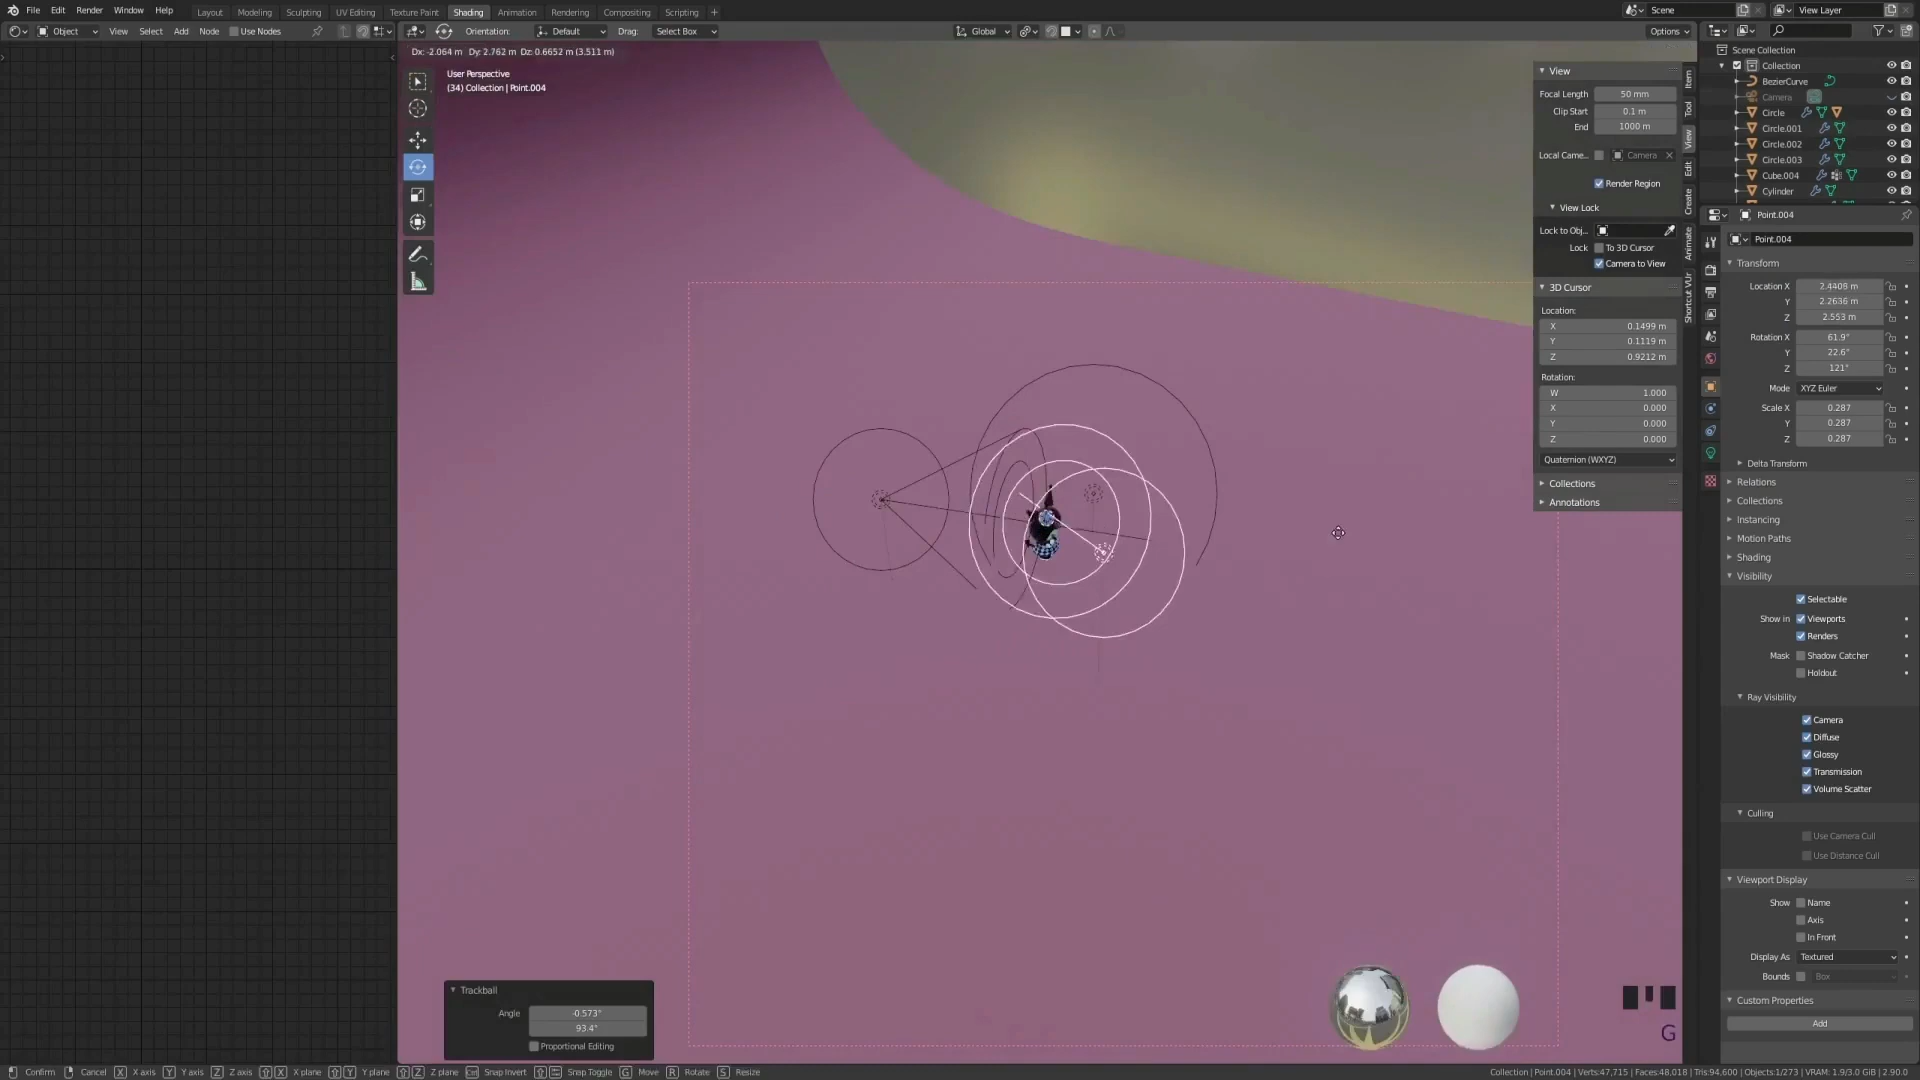 File Edit Render Window Help Layout Modeling Sculpting UV Editing Texture Paint Shading Animation Rendering Compositing Scripting + Scene View Layer
Object View Select Add Node Use Nodes Orientation: Default Drag: Select Box Global Options
Dx: -2.064 m Dy: 2.762 m Dz: 0.6652 m (3.511 m)
User Perspective
(34) Collection | Point.004
View
Focal Length 50 mm
Clip Start 0.1 m
End 1000 m
Local Came... Camera
Render Region
View Lock
Lock to Obj...
Lock To 3D Cursor
Camera to View
3D Cursor
Location:
X 0.1499 m
Y 0.1119 m
Z 0.9212 m
Rotation:
W 1.000
X 0.000
Y 0.000
Z 0.000
Quaternion (WXYZ)
Collections
Annotations
Item
Tool
View
Edit
Create
Animate
Shortcut VUr
Scene Collection
Collection
BezierCurve
Camera
Circle
Circle.001
Circle.002
Circle.003
Cube.004
Cylinder
Point.004
Point.004
Transform
Location X 2.4408 m
Y 2.2636 m
Z 2.553 m
Rotation X 61.9°
Y 22.6°
Z 121°
Mode XYZ Euler
Scale X 0.287
Y 0.287
Z 0.287
Delta Transform
Relations
Collections
Instancing
Motion Paths
Shading
Visibility
Selectable
Show in Viewports
Renders
Mask Shadow Catcher
Holdout
Ray Visibility
Camera
Diffuse
Glossy
Transmission
Volume Scatter
Culling
Use Camera Cull
Use Distance Cull
Viewport Display
Show Name
Axis
In Front
Display As Textured
Bounds Box
Custom Properties
Add
Trackball
Angle -0.573°
93.4°
Proportional Editing
G
Confirm Cancel X X axis Y Y axis Z Z axis X X plane Y Y plane Z Z plane Snap Invert Snap Toggle G Move R Rotate S Resize Collection | Point.004 | Verts:47,715 | Faces:48,018 | Tris:94,600 | Objects:1/273 | VRAM: 1.9/3.0 GiB | 2.90.0